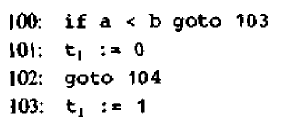 100: if a < b goto 103
101: t₁ := 0
102: goto 104
103: t₁ := 1